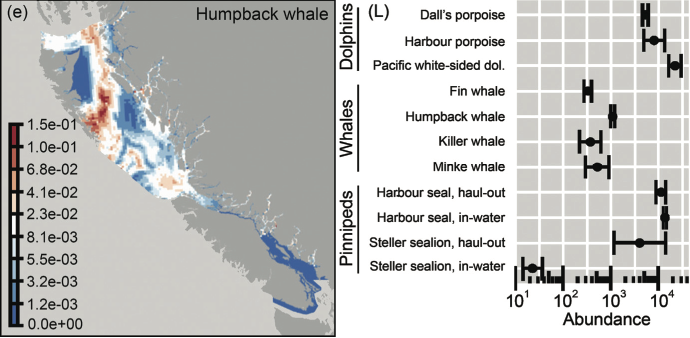 (e)
Humpback whale
1.5e-01
1.0e-01
6.8e-02
4.1e-02
2.3e-02
8.1e-03
5.5e-03
3.2e-03
1.2e-03
0.0e+00
(L)
Dolphins
Dall's porpoise
Harbour porpoise
Pacific white-sided dol.
Whales
Fin whale
Humpback whale
Killer whale
Minke whale
Pinnipeds
Harbour seal, haul-out
Harbour seal, in-water
Steller sealion, haul-out
Steller sealion, in-water
10¹ 10² 10³ 10⁴
Abundance